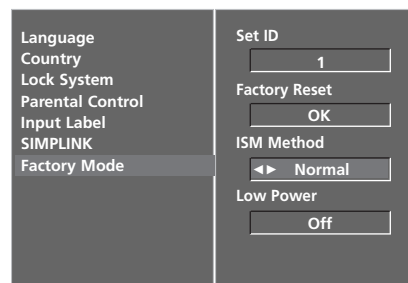 Language
Country
Lock System
Parental Control
Input Label
SIMPLINK
Factory Mode
Set ID
1
Factory Reset
OK
ISM Method
◄► Normal
Low Power
Off